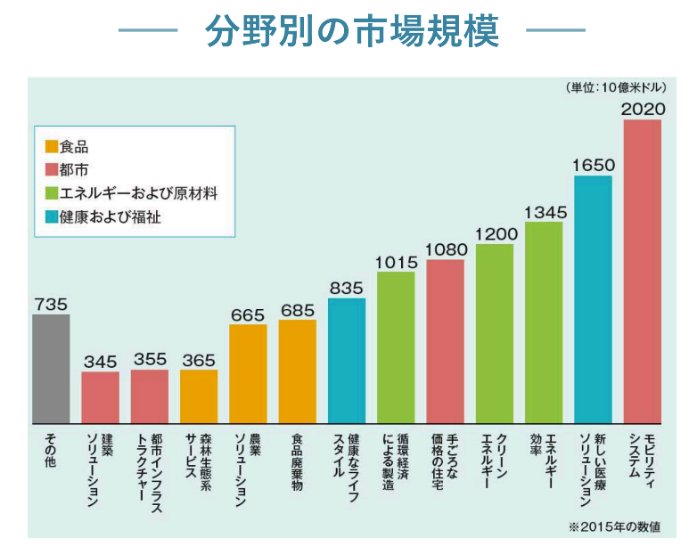 分野別の市場規模
(単位:10億米ドル)
■食品
■都市
■エネルギーおよび原材料
■健康および福祉
735
345
355
365
665
685
835
1015
1080
1200
1345
1650
2020
その他
建築
ソリューション
都市インフラス
トラクチャー
森林生態系
サービス
農業
ソリューション
食品廃棄物
健康なライフ
スタイル
循環経済
による製造
手ごろな
価格の住宅
クリーン
エネルギー
エネルギー
効率
新しい医療
ソリューション
モビリティ
システム
※2015年の数値